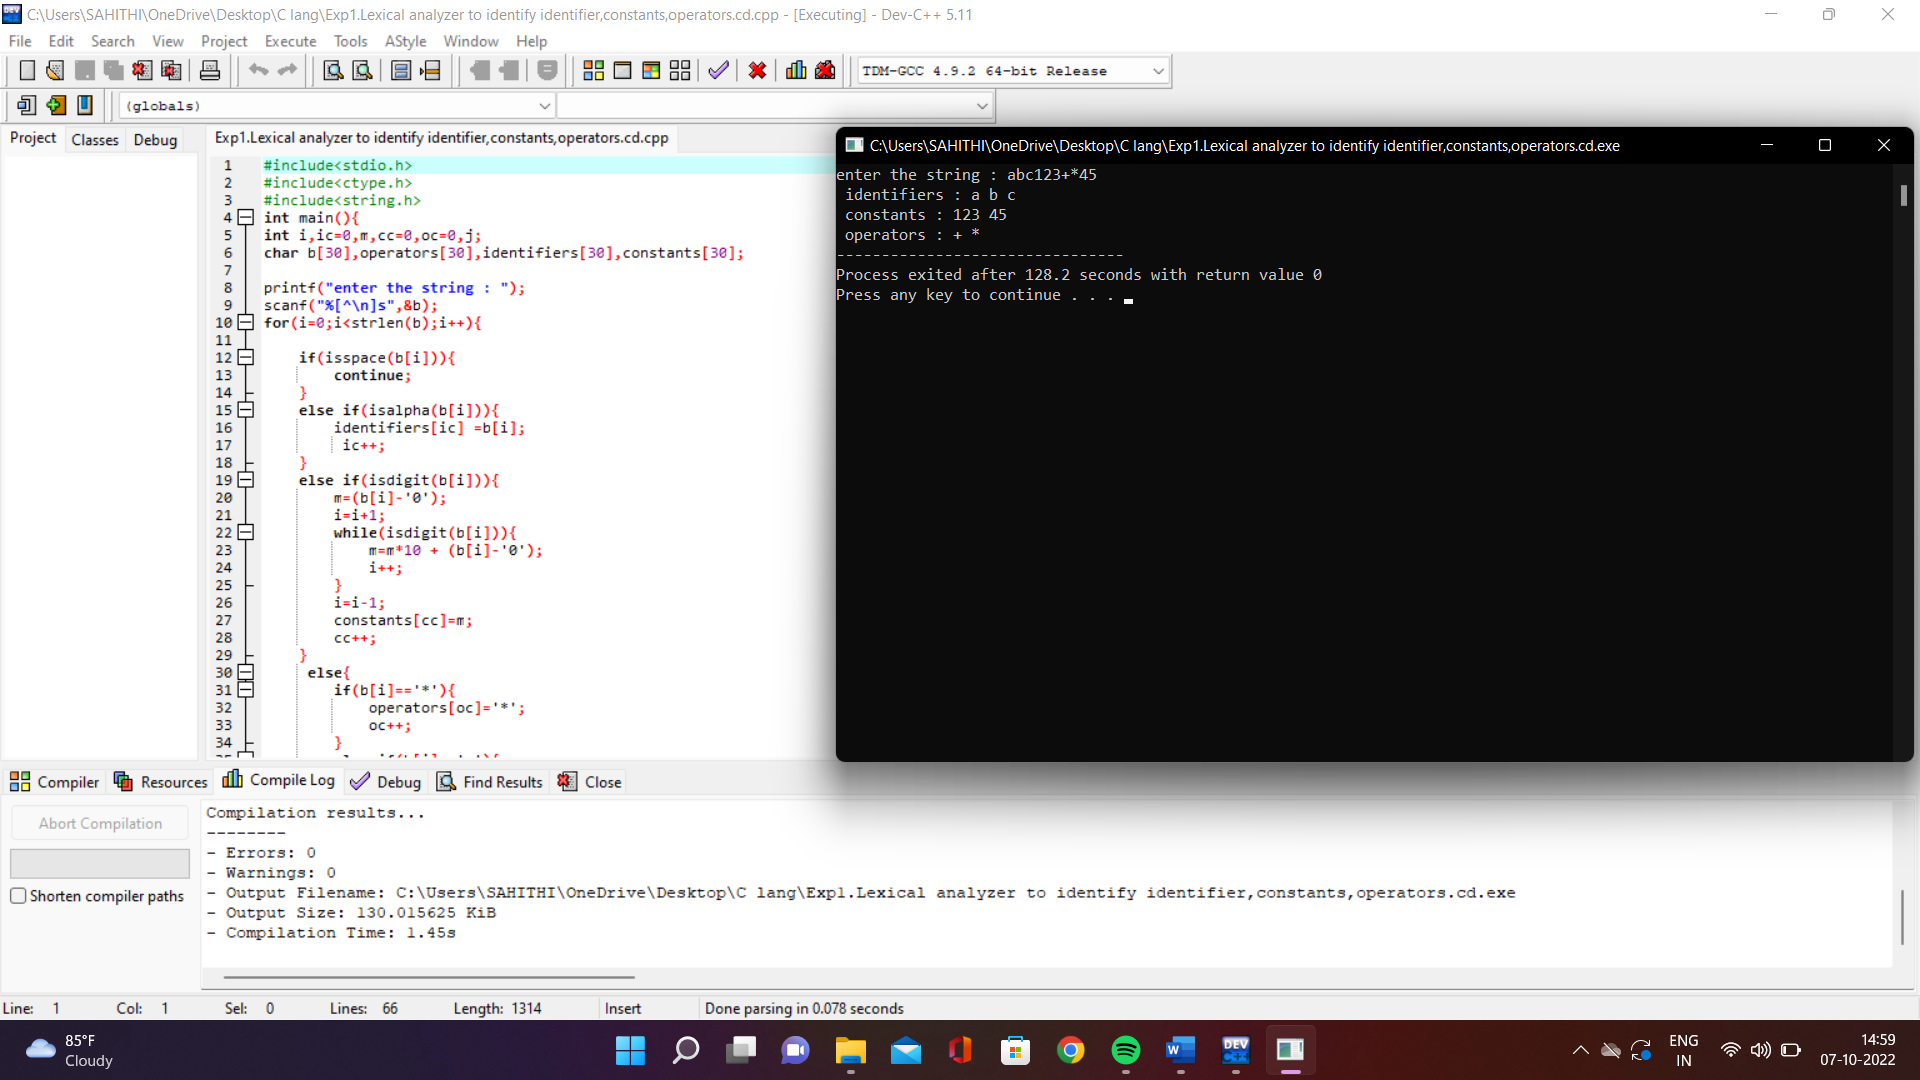 C:\Users\SAHITHI\OneDrive\Desktop\C lang\Exp1.Lexical analyzer to identify identifier,constants,operators.cd.cpp - [Executing] - Dev-C++ 5.11
File Edit Search View Project Execute Tools AStyle Window Help
TDM-GCC 4.9.2 64-bit Release
(globals)
Project Classes Debug
Exp1.Lexical analyzer to identify identifier,constants,operators.cd.cpp
1 #include<stdio.h>
2 #include<ctype.h>
3 #include<string.h>
4 int main(){
5 int i,ic=0,m,cc=0,oc=0,j;
6 char b[30],operators[30],identifiers[30],constants[30];
7
8 printf("enter the string : ");
9 scanf("%[^\n]s",&b);
10 for(i=0;i<strlen(b);i++){
11
12 if(isspace(b[i])){
13 continue;
14 }
15 else if(isalpha(b[i])){
16 identifiers[ic] =b[i];
17 ic++;
18 }
19 else if(isdigit(b[i])){
20 m=(b[i]-'0');
21 i=i+1;
22 while(isdigit(b[i])){
23 m=m*10 + (b[i]-'0');
24 i++;
25 }
26 i=i-1;
27 constants[cc]=m;
28 cc++;
29 }
30 else{
31 if(b[i]=='*'){
32 operators[oc]='*';
33 oc++;
34 }
C:\Users\SAHITHI\OneDrive\Desktop\C lang\Exp1.Lexical analyzer to identify identifier,constants,operators.cd.exe
enter the string : abc123+*45
identifiers : a b c
constants : 123 45
operators : + *
--------------------------------
Process exited after 128.2 seconds with return value 0
Press any key to continue . . .
Compiler Resources Compile Log Debug Find Results Close
Abort Compilation
Shorten compiler paths
Compilation results...
--------
- Errors: 0
- Warnings: 0
- Output Filename: C:\Users\SAHITHI\OneDrive\Desktop\C lang\Exp1.Lexical analyzer to identify identifier,constants,operators.cd.exe
- Output Size: 130.015625 KiB
- Compilation Time: 1.45s
Line: 1 Col: 1 Sel: 0 Lines: 66 Length: 1314 Insert Done parsing in 0.078 seconds
85°F
Cloudy
DEV
C++
ENG
IN
14:59
07-10-2022